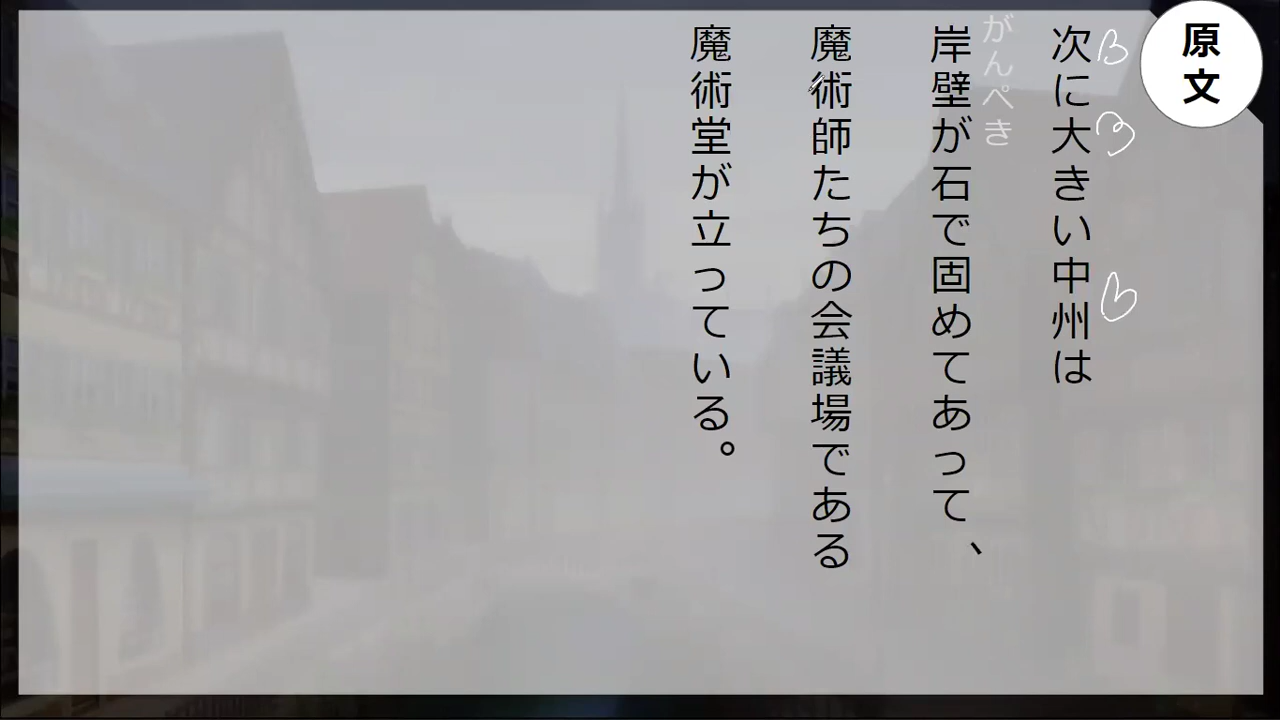 原文
次に大きい中州は
がんぺき
岸壁が石で固めてあって、
魔術師たちの会議場である
魔術堂が立っている。